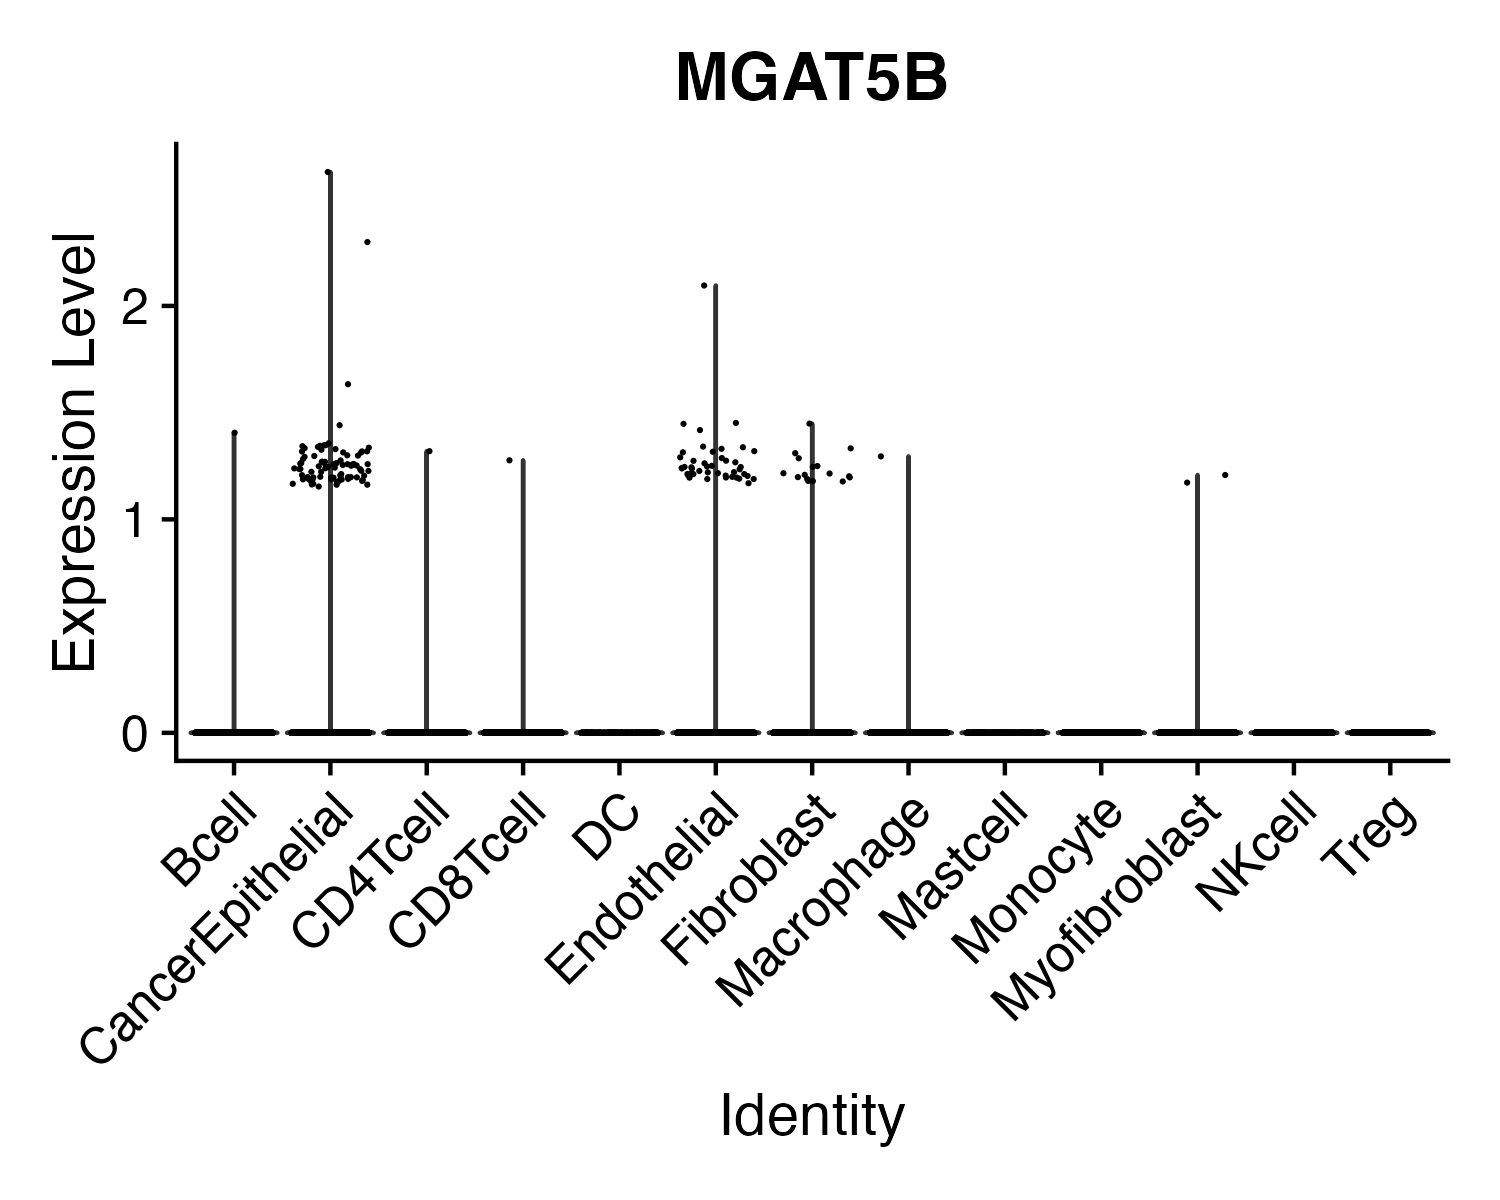 MGAT5B
Expression Level
2
1
0
Bcell
CancerEpithelial
CD4Tcell
CD8Tcell
DC
Endothelial
Fibroblast
Macrophage
Mastcell
Monocyte
Myofibroblast
NKcell
Treg
Identity